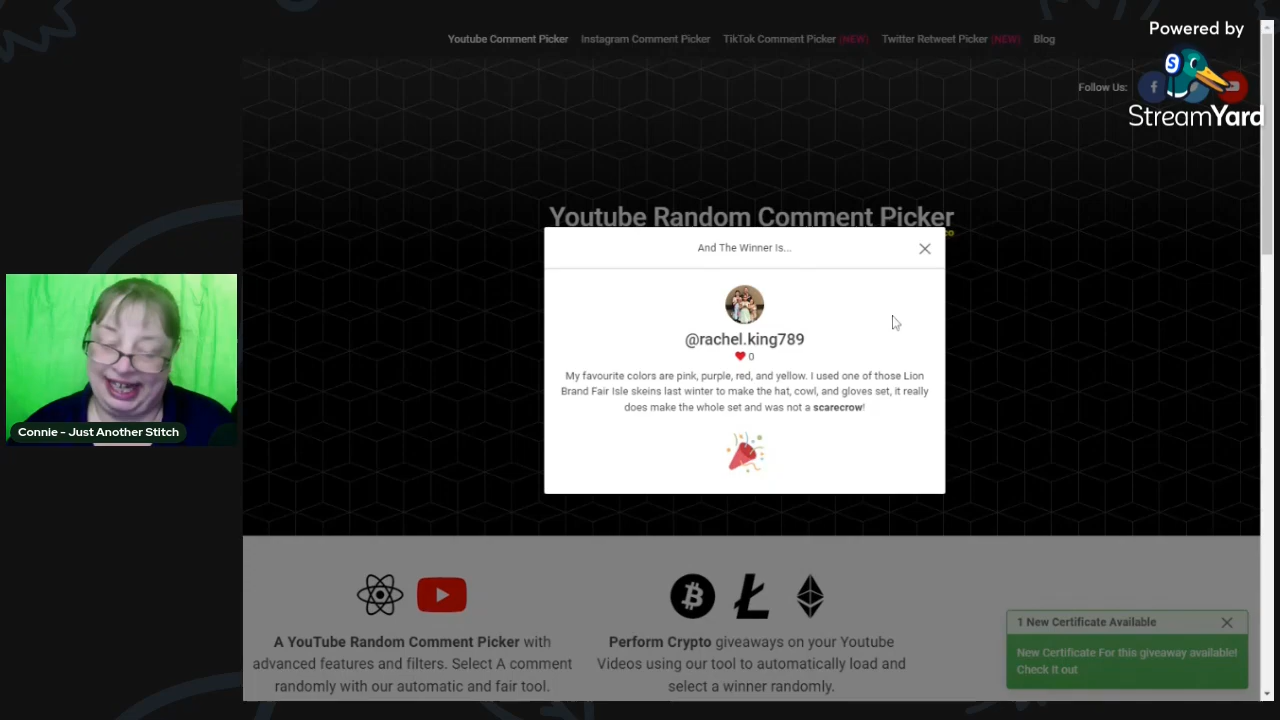 Powered by
StreamYard
Youtube Comment Picker Instagram Comment Picker TikTok Comment Picker (NEW) Twitter Retweet Picker (NEW) Blog
Follow Us:
Youtube Random Comment Picker
And The Winner Is...
@rachel.king789
0
My favourite colors are pink, purple, red, and yellow. I used one of those Lion
Brand Fair Isle skeins last winter to make the hat, cowl, and gloves set, it really
does make the whole set and was not a scarecrow!
Connie - Just Another Stitch
A YouTube Random Comment Picker with
advanced features and filters. Select A comment
randomly with our automatic and fair tool.
Perform Crypto giveaways on your Youtube
Videos using our tool to automatically load and
select a winner randomly.
1 New Certificate Available
New Certificate For this giveaway available!
Check It out